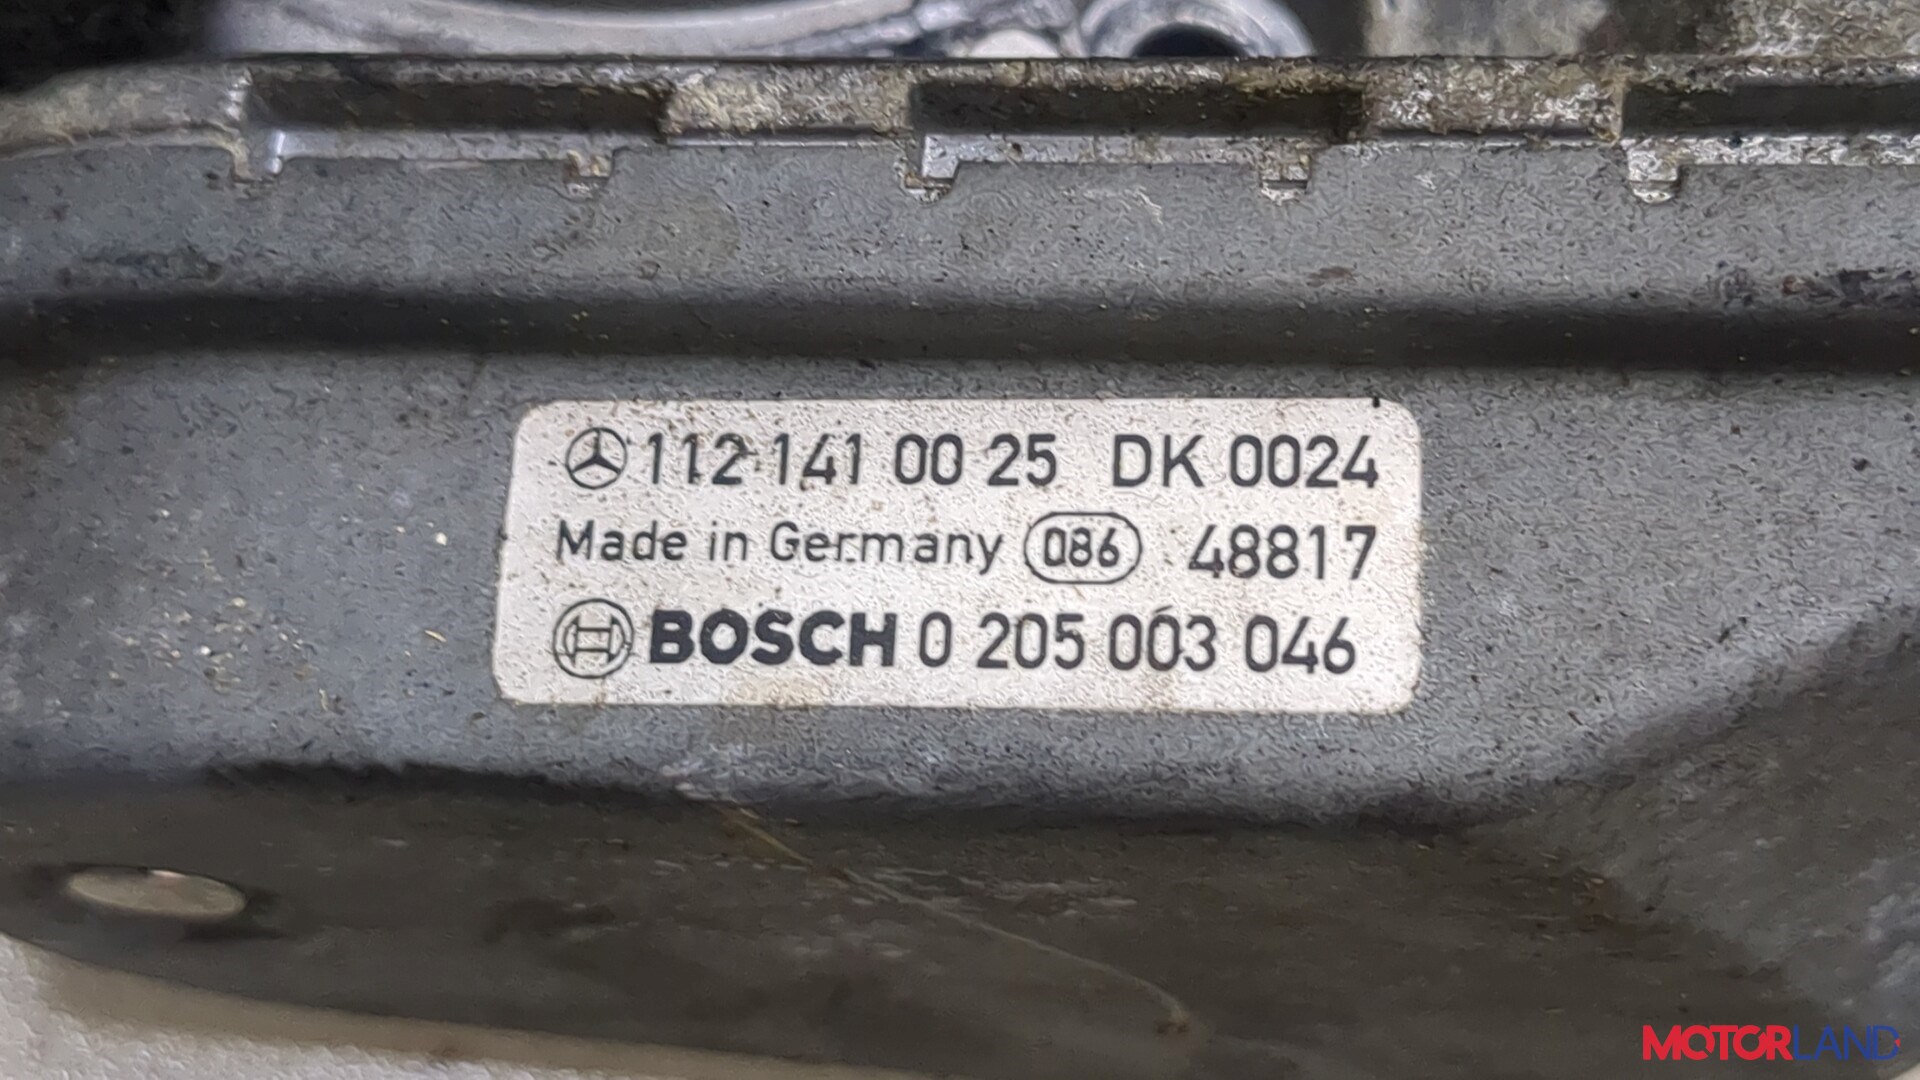 112 141 00 25 DK 0024
Made in Germany 086 48817
BOSCH 0 205 003 046
MOTORLAND